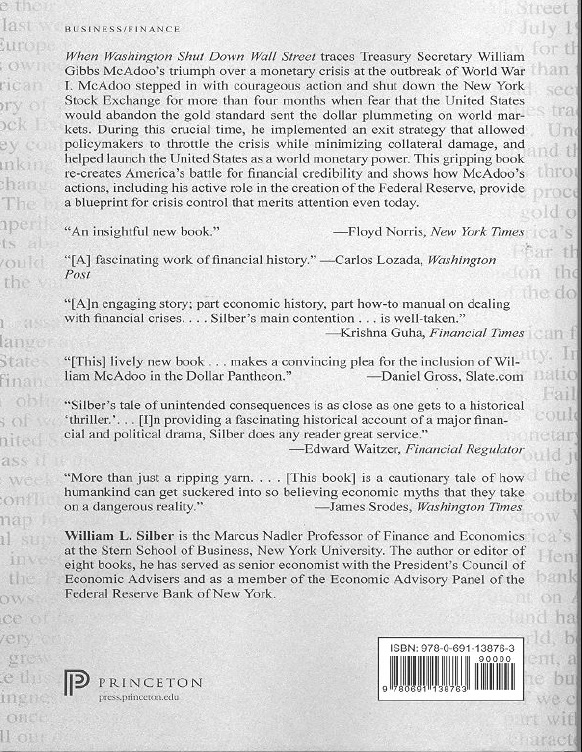 BUSINESS/FINANCE
When Washington Shut Down Wall Street traces Treasury Secretary William
Gibbs McAdoo's triumph over a monetary crisis at the outbreak of World War
I. McAdoo stepped in with courageous action and shut down the New York
Stock Exchange for more than four months when fear that the United States
would abandon the gold standard sent the dollar plummeting on world mar-
kets. During this crucial time, he implemented an exit strategy that allowed
policymakers to throttle the crisis while minimizing collateral damage, and
helped launch the United States as a world monetary power. This gripping book
re-creates America's battle for financial credibility and shows how McAdoo's
actions, including his active role in the creation of the Federal Reserve, provide
a blueprint for crisis control that merits attention even today.
"An insightful new book." —Floyd Norris, New York Times
"[A] fascinating work of financial history." —Carlos Lozada, Washington
Post
"[A]n engaging story; part economic history, part how-to manual on dealing
with financial crises. . . . Silber's main contention . . . is well-taken."
—Krishna Guha, Financial Times
"[This] lively new book . . . makes a convincing plea for the inclusion of Wil-
liam McAdoo in the Dollar Pantheon." —Daniel Gross, Slate.com
"Silber's tale of unintended consequences is as close as one gets to a historical
'thriller.'. . . [I]n providing a fascinating historical account of a major finan-
cial and political drama, Silber does any reader great service."
—Edward Waitzer, Financial Regulator
"More than just a ripping yarn. . . . [This book] is a cautionary tale of how
humankind can get suckered into so believing economic myths that they take
on a dangerous reality." —James Srodes, Washington Times
William L. Silber is the Marcus Nadler Professor of Finance and Economics
at the Stern School of Business, New York University. The author or editor of
eight books, he has served as senior economist with the President's Council of
Economic Advisers and as a member of the Economic Advisory Panel of the
Federal Reserve Bank of New York.
ISBN: 978-0-691-13876-3
90000
9 780691 138763
PRINCETON
press.princeton.edu